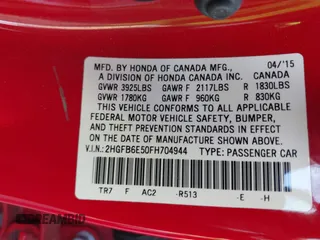 MFD. BY HONDA OF CANADA MFG., 04/'15
A DIVISION OF HONDA CANADA INC. CANADA
GVWR 3925LBS GAWR F 2117LBS R 1830LBS
GVWR 1780KG GAWR F 960KG R 830KG
THIS VEHICLE CONFORMS TO ALL APPLICABLE
FEDERAL MOTOR VEHICLE SAFETY, BUMPER,
AND THEFT PREVENTION STANDARDS IN EFFECT
ON THE DATE OF MANUFACTURE SHOWN ABOVE.
V.I.N.: 2HGFB6E50FH704944 TYPE: PASSENGER CAR
TR7 F AC2 -R513 -E -H